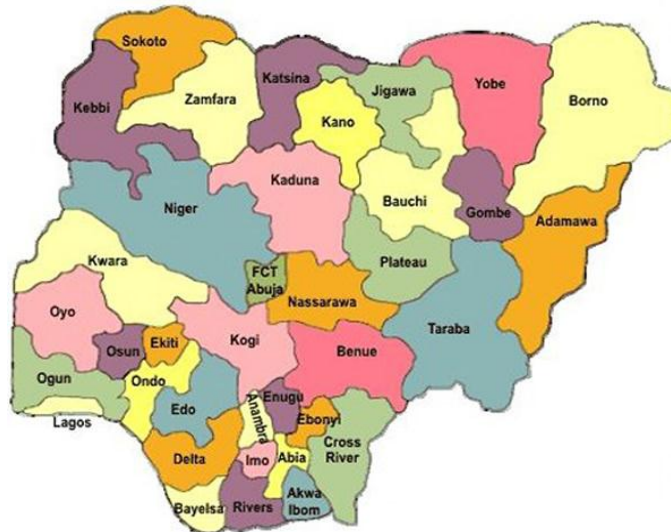 Sokoto
Katsina
Kebbi
Zamfara
Jigawa
Yobe
Borno
Kano
Kaduna
Niger
Bauchi
Gombe
Adamawa
Kwara
FCT
Abuja
Plateau
Nassarawa
Taraba
Oyo
Osun
Ekiti
Kogi
Benue
Ogun
Ondo
Edo
Lagos
Anambra
Enugu
Ebonyi
Cross
River
Delta
Imo
Abia
Bayelsa
Rivers
Akwa
Ibom